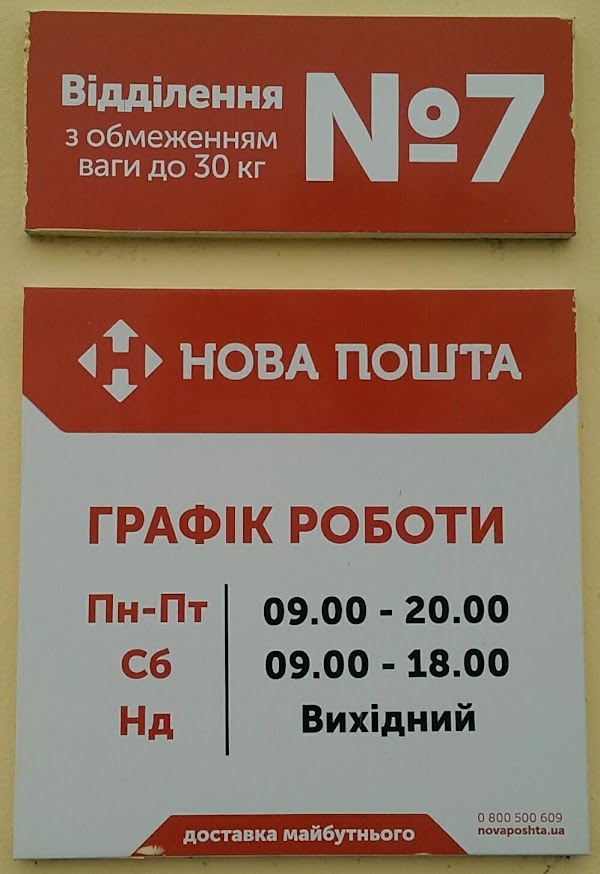 Відділення
з обмеженням
ваги до 30 кг
№7
НОВА ПОШТА
ГРАФІК РОБОТИ
Пн-Пт 09.00 - 20.00
Сб 09.00 - 18.00
Нд Вихідний
доставка майбутнього
0 800 500 609
novaposhta.ua